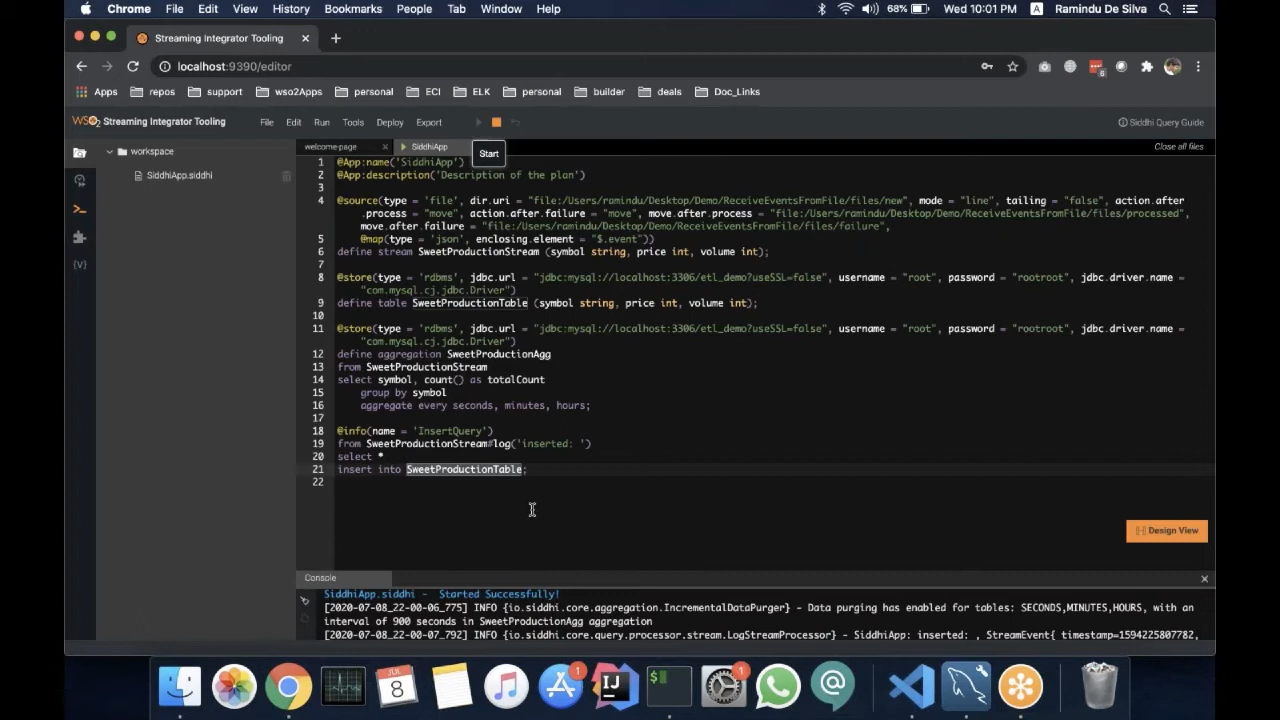 Chrome File Edit View History Bookmarks People Tab Window Help 68% Wed 10:01 PM A Ramindu De Silva
Streaming Integrator Tooling
localhost:9390/editor
6
Apps repos support wso2Apps personal ECI ELK personal builder deals Doc_Links
WSO2 Streaming Integrator Tooling File Edit Run Tools Deploy Export Siddhi Query Guide
workspace
SiddhiApp.siddhi
welcome-page SiddhiApp Close all files
Start
1 @App:name('SiddhiApp')
2 @App:description('Description of the plan')
3
4 @source(type = 'file', dir.uri = "file:/Users/ramindu/Desktop/Demo/ReceiveEventsFromFile/files/new", mode = "line", tailing = "false", action.after
.process = "move", action.after.failure = "move", move.after.process = "file:/Users/ramindu/Desktop/Demo/ReceiveEventsFromFile/files/processed",
move.after.failure = "file:/Users/ramindu/Desktop/Demo/ReceiveEventsFromFile/files/failure",
5 @map(type = 'json', enclosing.element = "$.event"))
6 define stream SweetProductionStream (symbol string, price int, volume int);
7
8 @store(type = 'rdbms', jdbc.url = "jdbc:mysql://localhost:3306/etl_demo?useSSL=false", username = "root", password = "rootroot", jdbc.driver.name =
"com.mysql.cj.jdbc.Driver")
9 define table SweetProductionTable (symbol string, price int, volume int);
10
11 @store(type = 'rdbms', jdbc.url = "jdbc:mysql://localhost:3306/etl_demo?useSSL=false", username = "root", password = "rootroot", jdbc.driver.name =
"com.mysql.cj.jdbc.Driver")
12 define aggregation SweetProductionAgg
13 from SweetProductionStream
14 select symbol, count() as totalCount
15 group by symbol
16 aggregate every seconds, minutes, hours;
17
18 @info(name = 'InsertQuery')
19 from SweetProductionStream#log('inserted: ')
20 select *
21 insert into SweetProductionTable;
22
Design View
Console
SiddhiApp.siddhi - Started Successfully!
[2020-07-08_22-00-06_775] INFO {io.siddhi.core.aggregation.IncrementalDataPurger} - Data purging has enabled for tables: SECONDS,MINUTES,HOURS, with an
interval of 900 seconds in SweetProductionAgg aggregation
[2020-07-08_22-00-07_792] INFO {io.siddhi.core.query.processor.stream.LogStreamProcessor} - SiddhiApp: inserted: , StreamEvent{ timestamp=1594225807782,
JUL
8
1
IJ
$
1